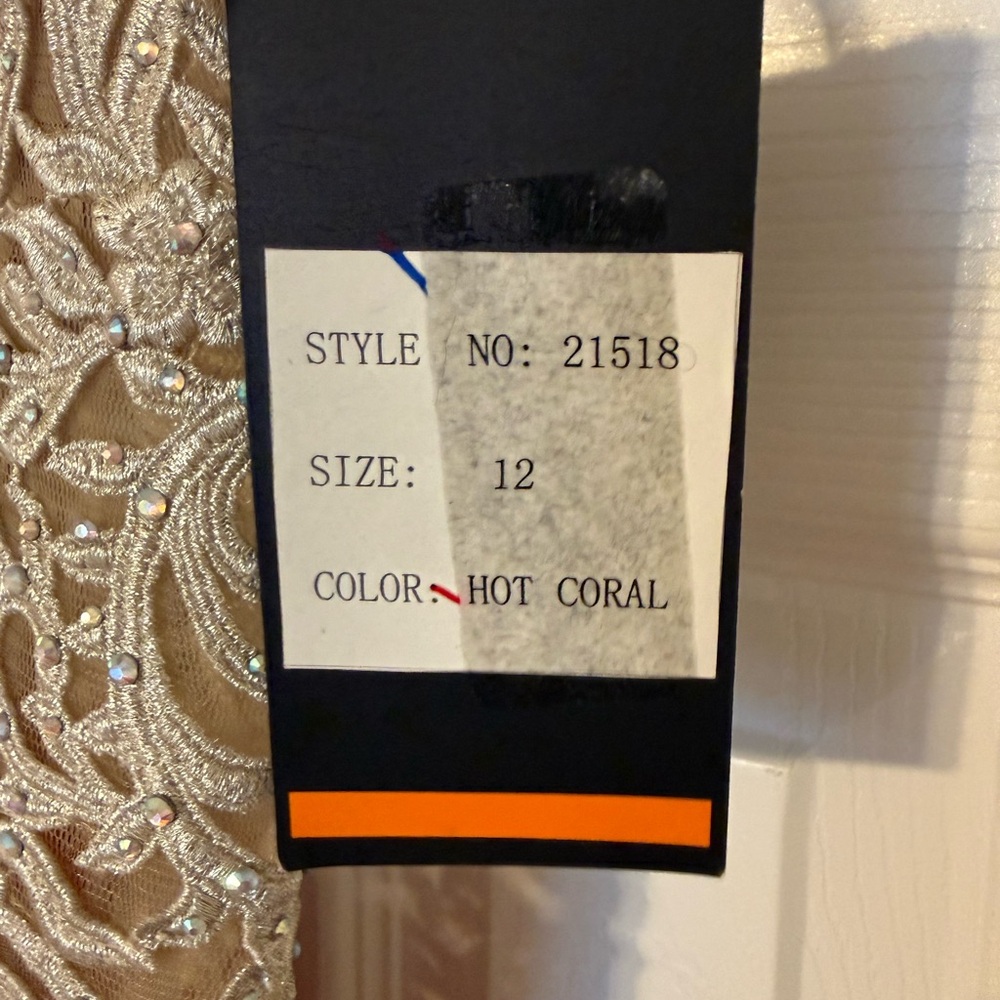 STYLE NO: 21518
SIZE: 12
COLOR: HOT CORAL